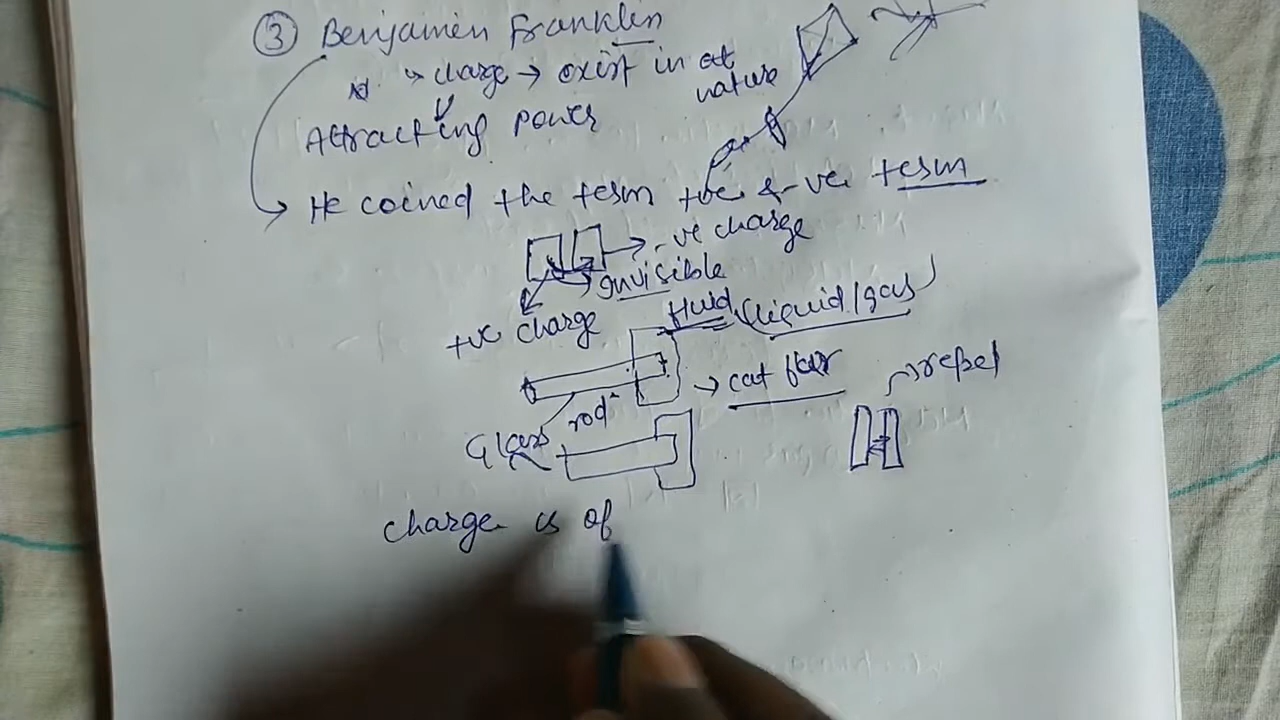 ③ Benjamin Franklin
charge → exist in at
nature
Attracting power
→ He coined the term +ve & -ve term
→ -ve charge
invisible
+ve charge
fluid (liquid/gas)
→ cat fur
repel
Glass rod
charge is of